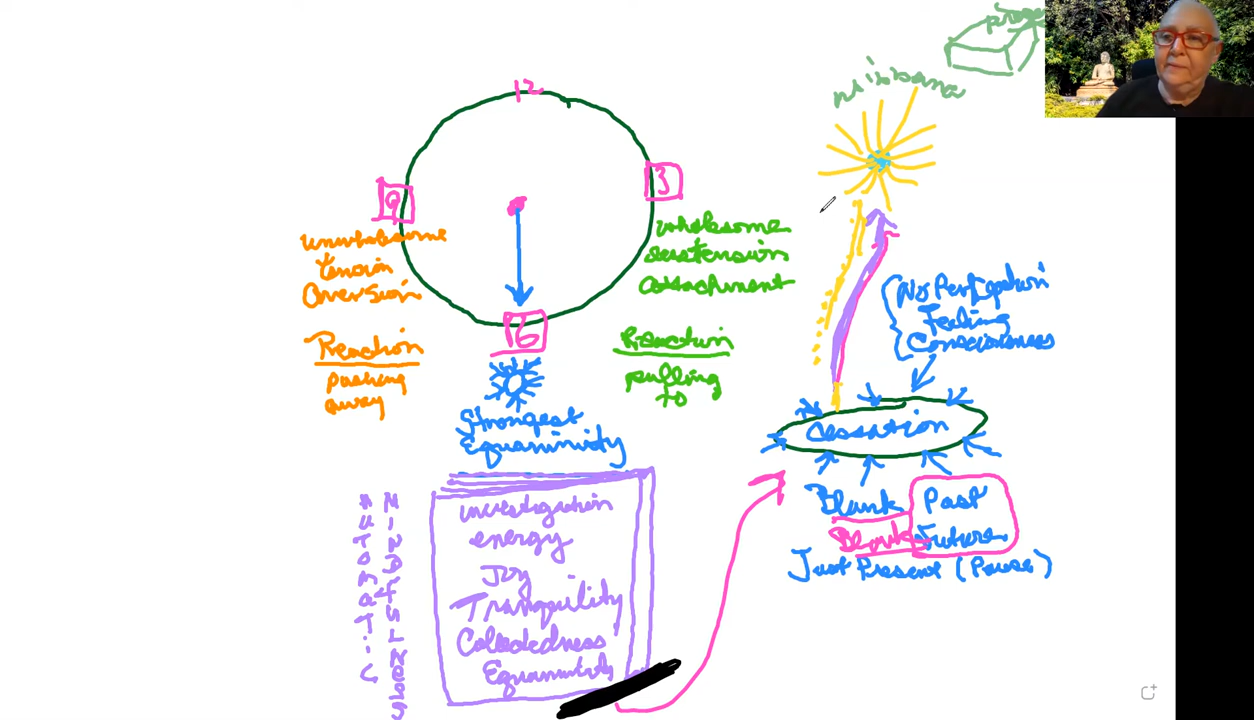 12
9
3
6
unwholesome
Tension
Aversion
Reaction
pushing
away
wholesome
attachment
Reaction
pulling
to
Strongest
Equanimity
AUTOMATIC
MINDFULNESS
investigation
energy
Joy
Tranquility
Collectedness
Equanimity
nibbana
No Perception
Feeling
Consciousness
Cessation
Blank Past
Blank Future
Just Present (Pause)